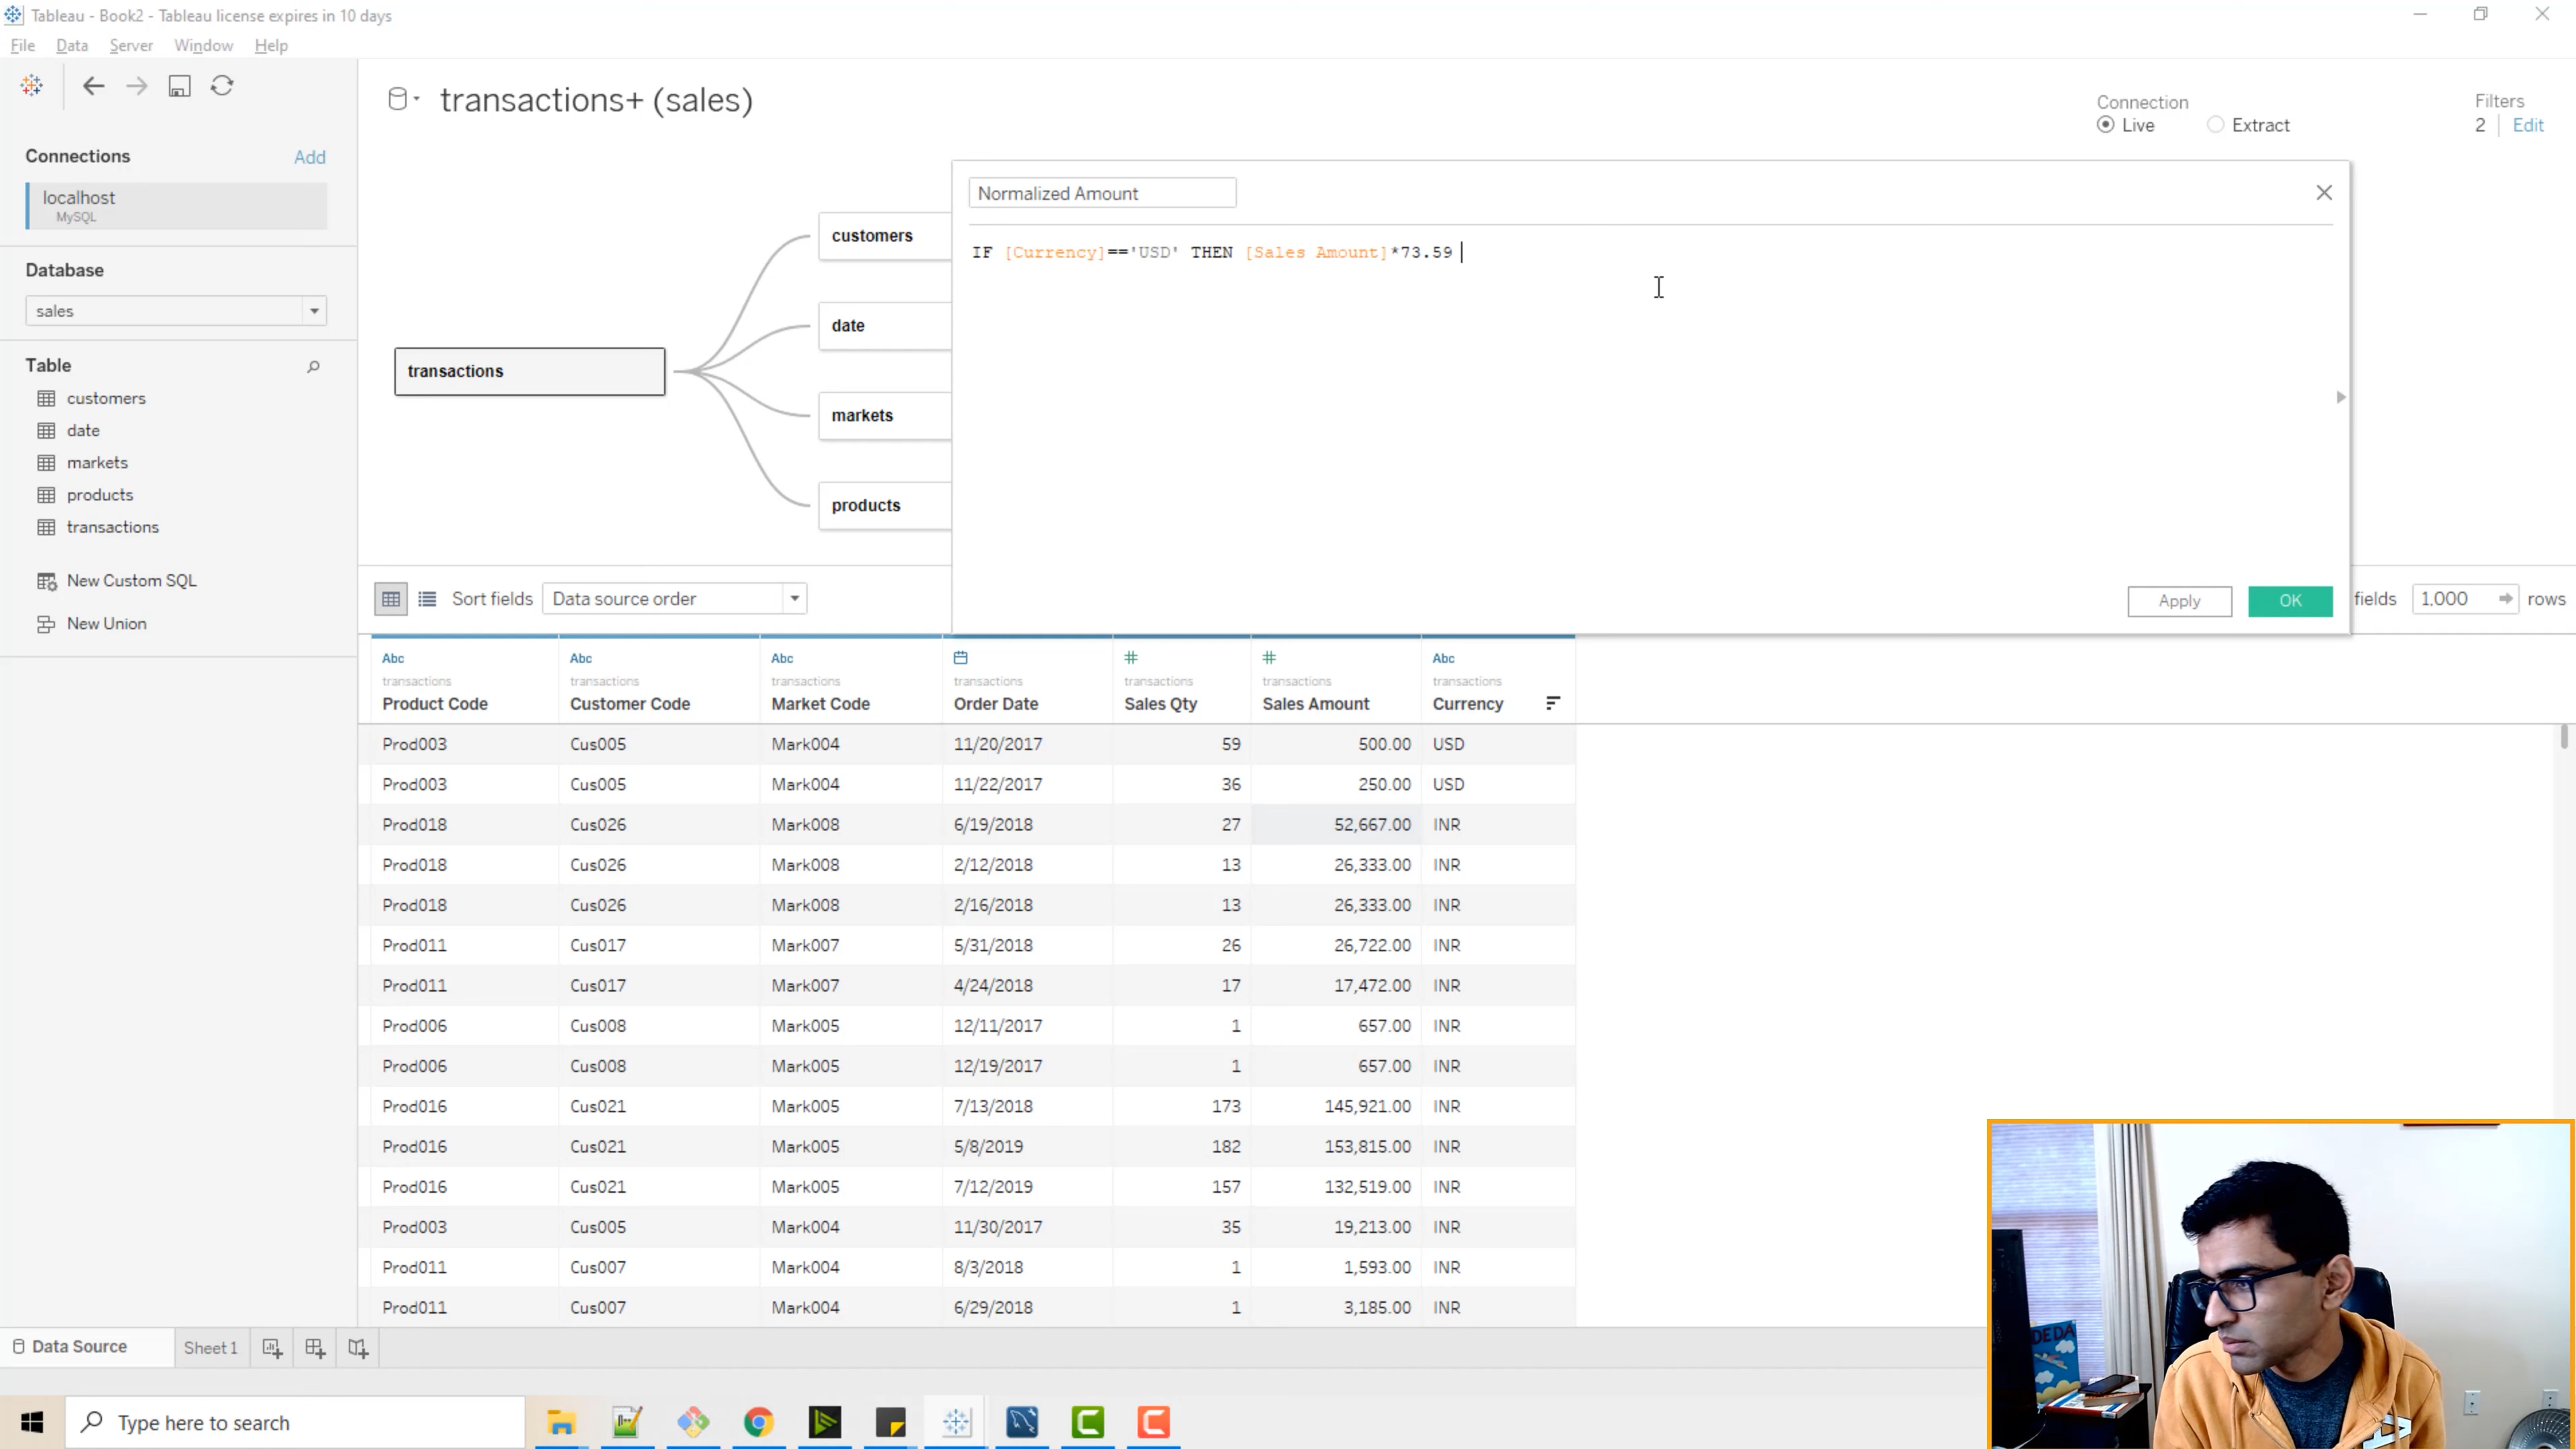 Tableau - Book2 - Tableau license expires in 10 days
File Data Server Window Help
transactions+ (sales)
Connection
Live Extract
Filters
2 Edit
Connections Add
localhost
MySQL
Database
sales
Table
customers
date
markets
products
transactions
New Custom SQL
New Union
transactions
customers
date
markets
products
Normalized Amount
IF [Currency]=='USD' THEN [Sales Amount]*73.59
Apply OK
Sort fields Data source order fields 1,000 rows
Abc Abc Abc # # Abc
transactions transactions transactions transactions transactions transactions transactions
Product Code Customer Code Market Code Order Date Sales Qty Sales Amount Currency
Prod003 Cus005 Mark004 11/20/2017 59 500.00 USD
Prod003 Cus005 Mark004 11/22/2017 36 250.00 USD
Prod018 Cus026 Mark008 6/19/2018 27 52,667.00 INR
Prod018 Cus026 Mark008 2/12/2018 13 26,333.00 INR
Prod018 Cus026 Mark008 2/16/2018 13 26,333.00 INR
Prod011 Cus017 Mark007 5/31/2018 26 26,722.00 INR
Prod011 Cus017 Mark007 4/24/2018 17 17,472.00 INR
Prod006 Cus008 Mark005 12/11/2017 1 657.00 INR
Prod006 Cus008 Mark005 12/19/2017 1 657.00 INR
Prod016 Cus021 Mark005 7/13/2018 173 145,921.00 INR
Prod016 Cus021 Mark005 5/8/2019 182 153,815.00 INR
Prod016 Cus021 Mark005 7/12/2019 157 132,519.00 INR
Prod003 Cus005 Mark004 11/30/2017 35 19,213.00 INR
Prod011 Cus007 Mark004 8/3/2018 1 1,593.00 INR
Prod011 Cus007 Mark004 6/29/2018 1 3,185.00 INR
Data Source Sheet 1
Type here to search